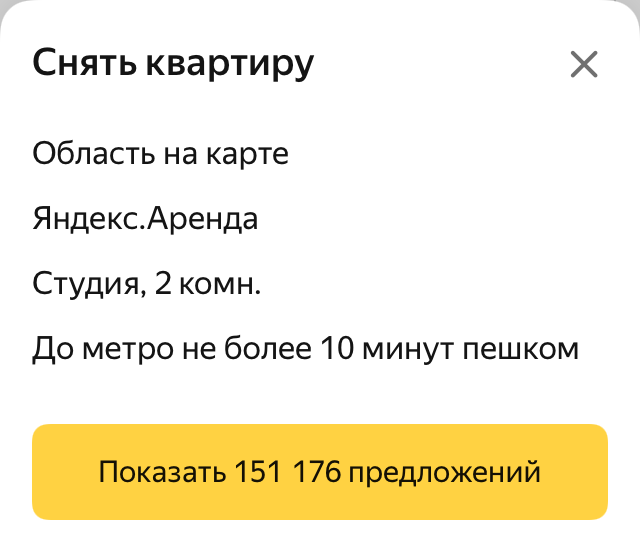 Снять квартиру
Область на карте
Яндекс.Аренда
Студия, 2 комн.
До метро не более 10 минут пешком
Показать 151 176 предложений